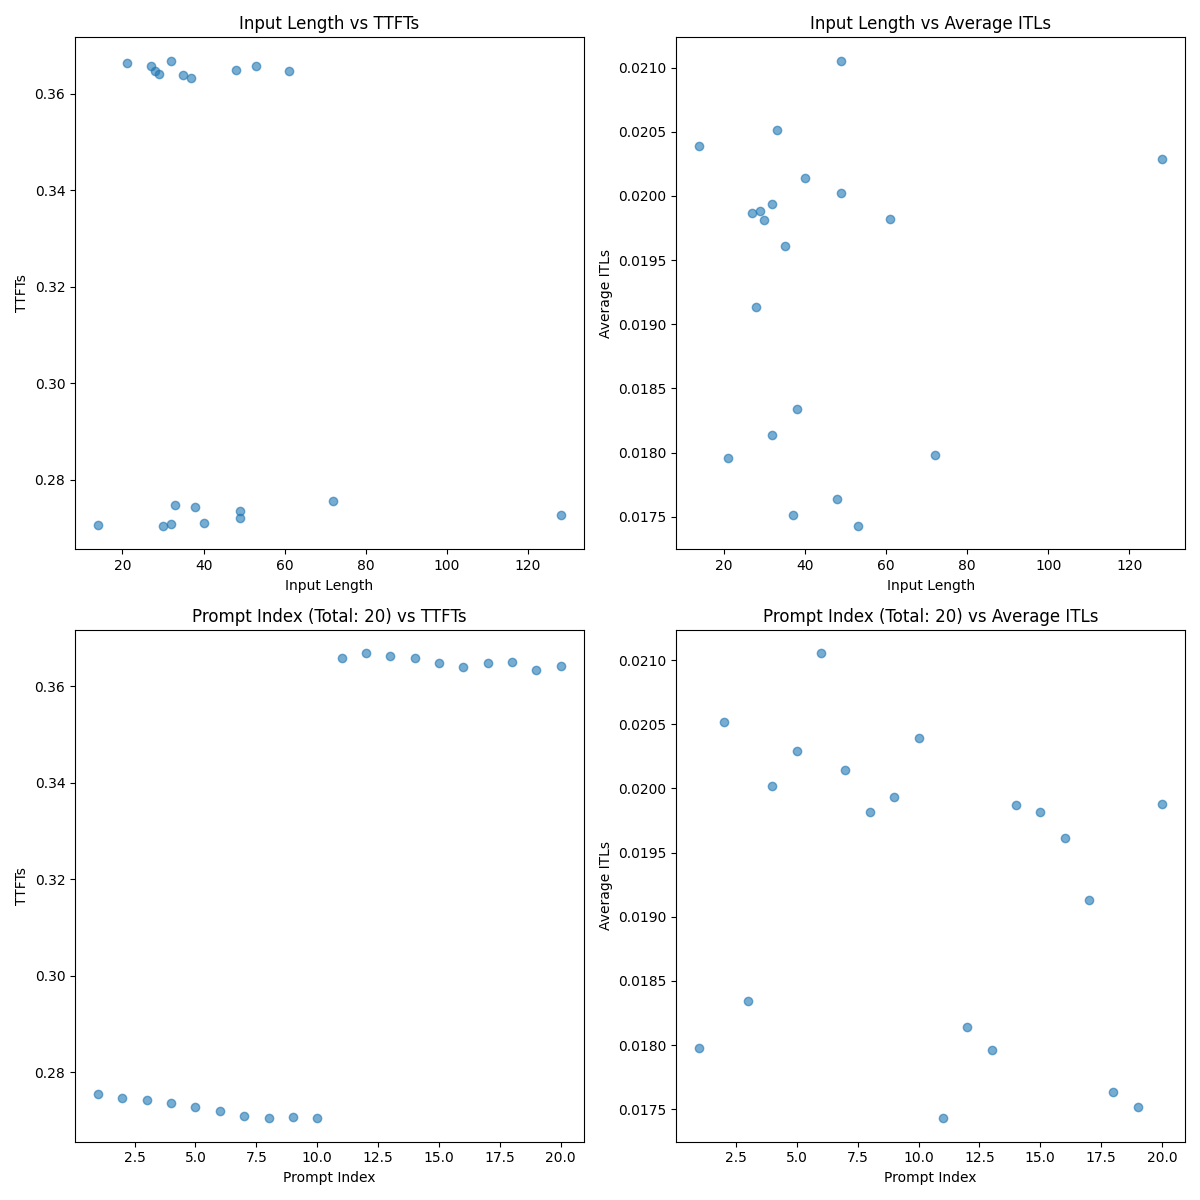 Input Length vs TTFTs
TTFTs
0.36
0.34
0.32
0.30
0.28
20 40 60 80 100 120
Input Length
Input Length vs Average ITLs
Average ITLs
0.0210
0.0205
0.0200
0.0195
0.0190
0.0185
0.0180
0.0175
20 40 60 80 100 120
Input Length
Prompt Index (Total: 20) vs TTFTs
TTFTs
0.36
0.34
0.32
0.30
0.28
2.5 5.0 7.5 10.0 12.5 15.0 17.5 20.0
Prompt Index
Prompt Index (Total: 20) vs Average ITLs
Average ITLs
0.0210
0.0205
0.0200
0.0195
0.0190
0.0185
0.0180
0.0175
2.5 5.0 7.5 10.0 12.5 15.0 17.5 20.0
Prompt Index